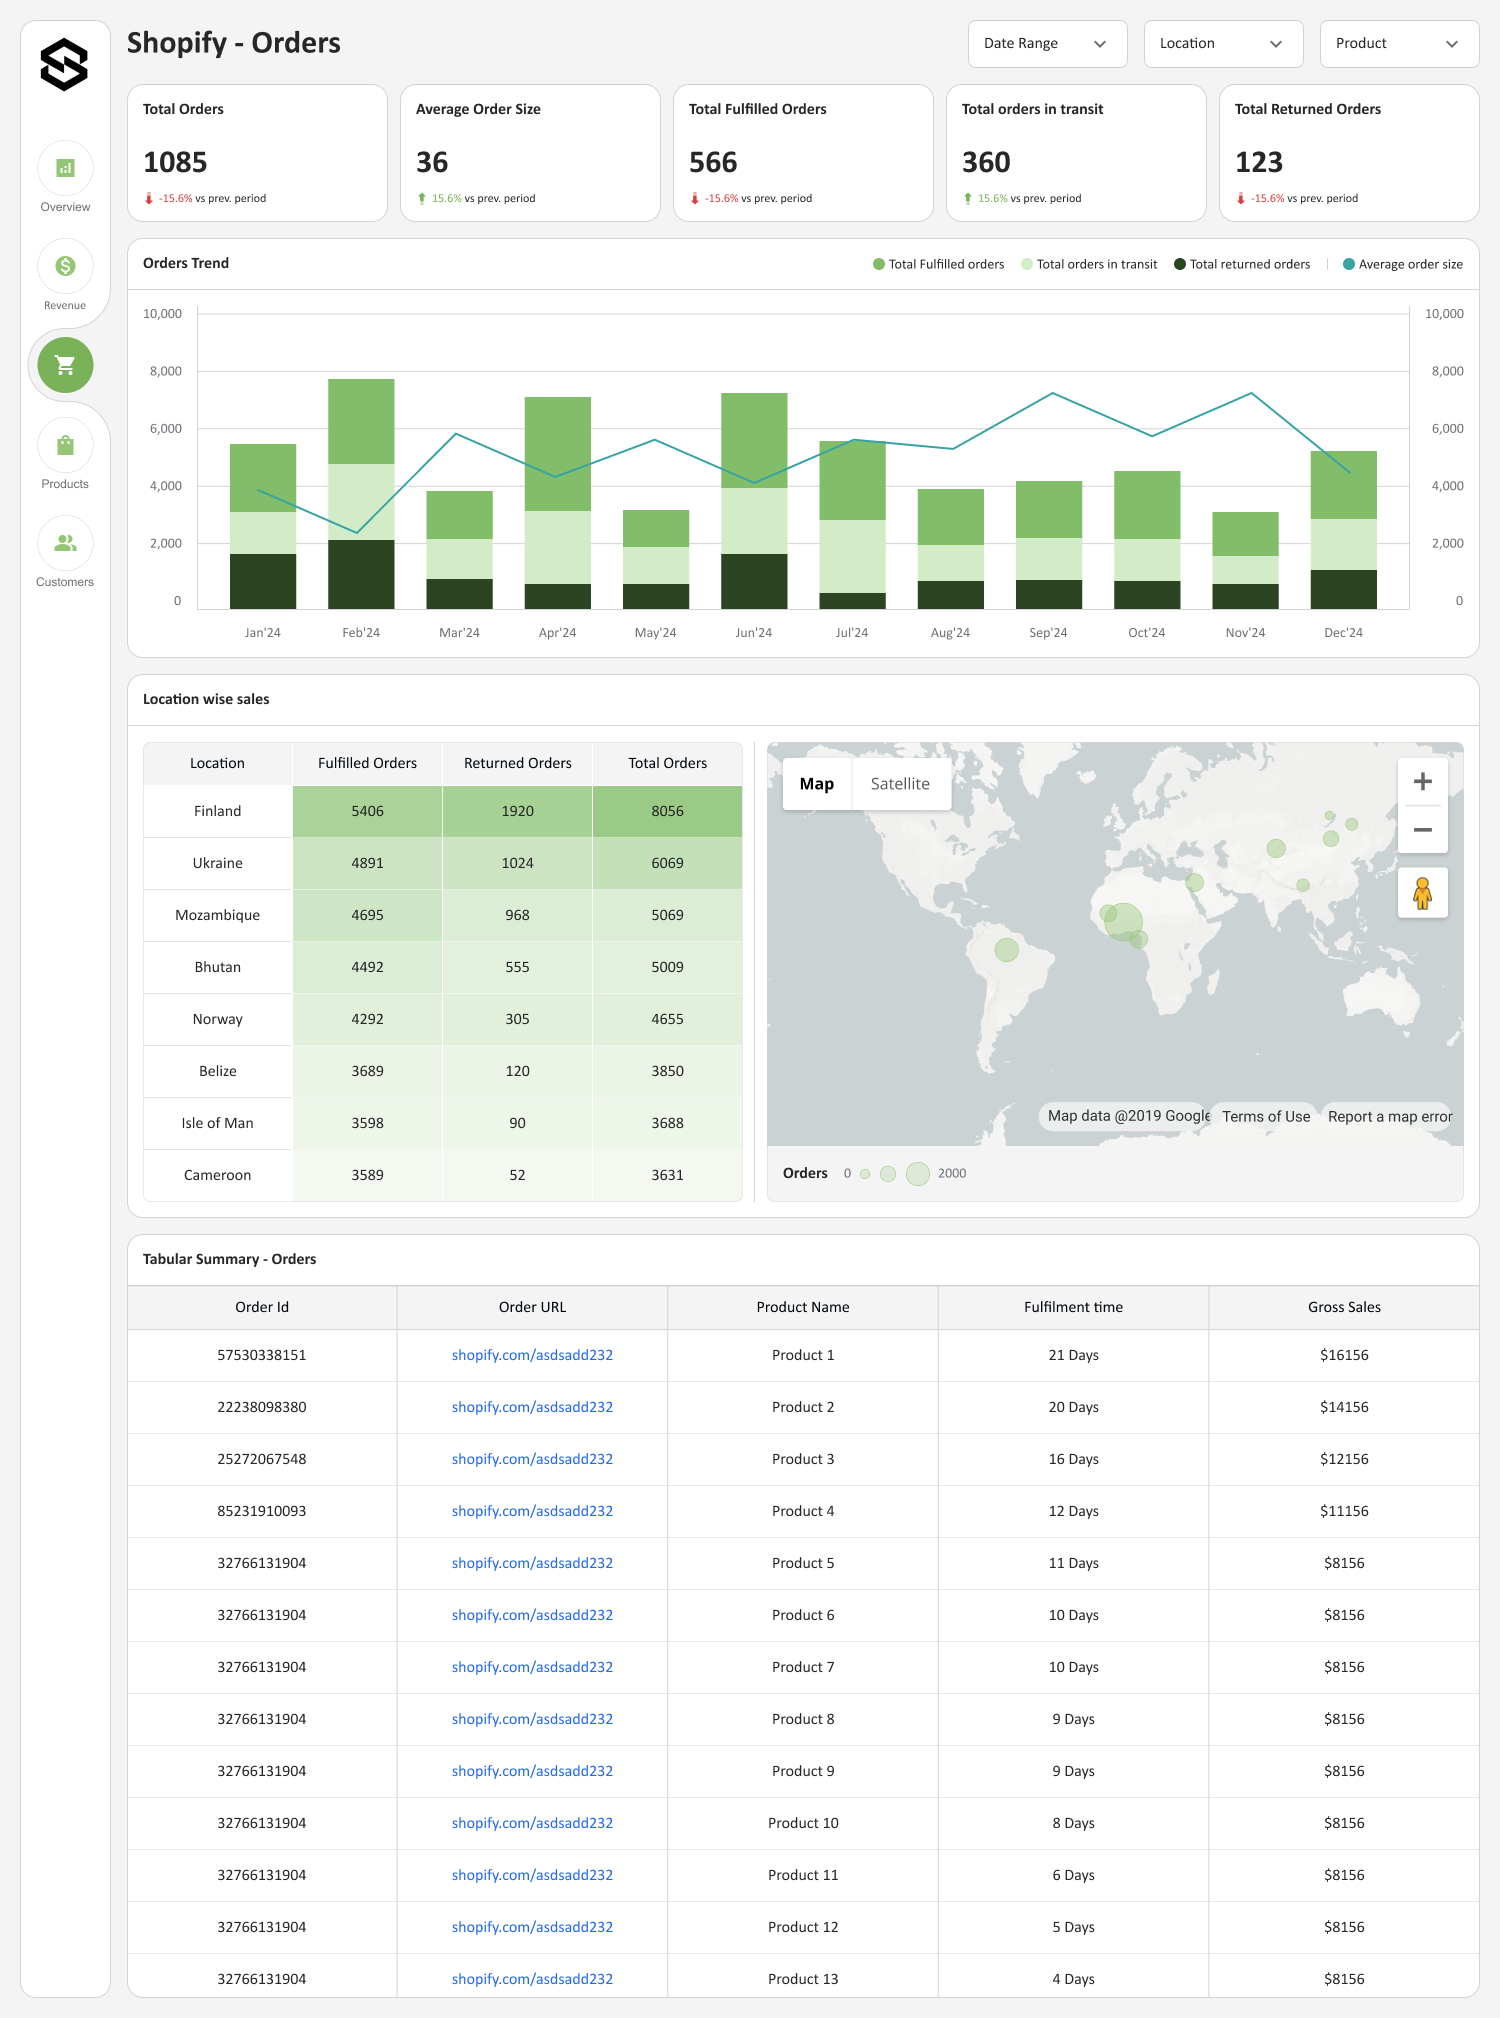 Shopify - Orders
Date Range
Location
Product
Overview
Revenue
Products
Customers
Total Orders
1085
-15.6% vs prev. period
Average Order Size
36
15.6% vs prev. period
Total Fulfilled Orders
566
-15.6% vs prev. period
Total orders in transit
360
15.6% vs prev. period
Total Returned Orders
123
-15.6% vs prev. period
Orders Trend
Total Fulfilled orders
Total orders in transit
Total returned orders
Average order size
10,000
8,000
6,000
4,000
2,000
0
10,000
8,000
6,000
4,000
2,000
0
Jan'24 Feb'24 Mar'24 Apr'24 May'24 Jun'24 Jul'24 Aug'24 Sep'24 Oct'24 Nov'24 Dec'24
Location wise sales
Location Fulfilled Orders Returned Orders Total Orders
Finland 5406 1920 8056
Ukraine 4891 1024 6069
Mozambique 4695 968 5069
Bhutan 4492 555 5009
Norway 4292 305 4655
Belize 3689 120 3850
Isle of Man 3598 90 3688
Cameroon 3589 52 3631
Map Satellite
Map data @2019 Google Terms of Use Report a map error
Orders 0 2000
Tabular Summary - Orders
Order Id Order URL Product Name Fulfilment time Gross Sales
57530338151 shopify.com/asdsadd232 Product 1 21 Days $16156
22238098380 shopify.com/asdsadd232 Product 2 20 Days $14156
25272067548 shopify.com/asdsadd232 Product 3 16 Days $12156
85231910093 shopify.com/asdsadd232 Product 4 12 Days $11156
32766131904 shopify.com/asdsadd232 Product 5 11 Days $8156
32766131904 shopify.com/asdsadd232 Product 6 10 Days $8156
32766131904 shopify.com/asdsadd232 Product 7 10 Days $8156
32766131904 shopify.com/asdsadd232 Product 8 9 Days $8156
32766131904 shopify.com/asdsadd232 Product 9 9 Days $8156
32766131904 shopify.com/asdsadd232 Product 10 8 Days $8156
32766131904 shopify.com/asdsadd232 Product 11 6 Days $8156
32766131904 shopify.com/asdsadd232 Product 12 5 Days $8156
32766131904 shopify.com/asdsadd232 Product 13 4 Days $8156